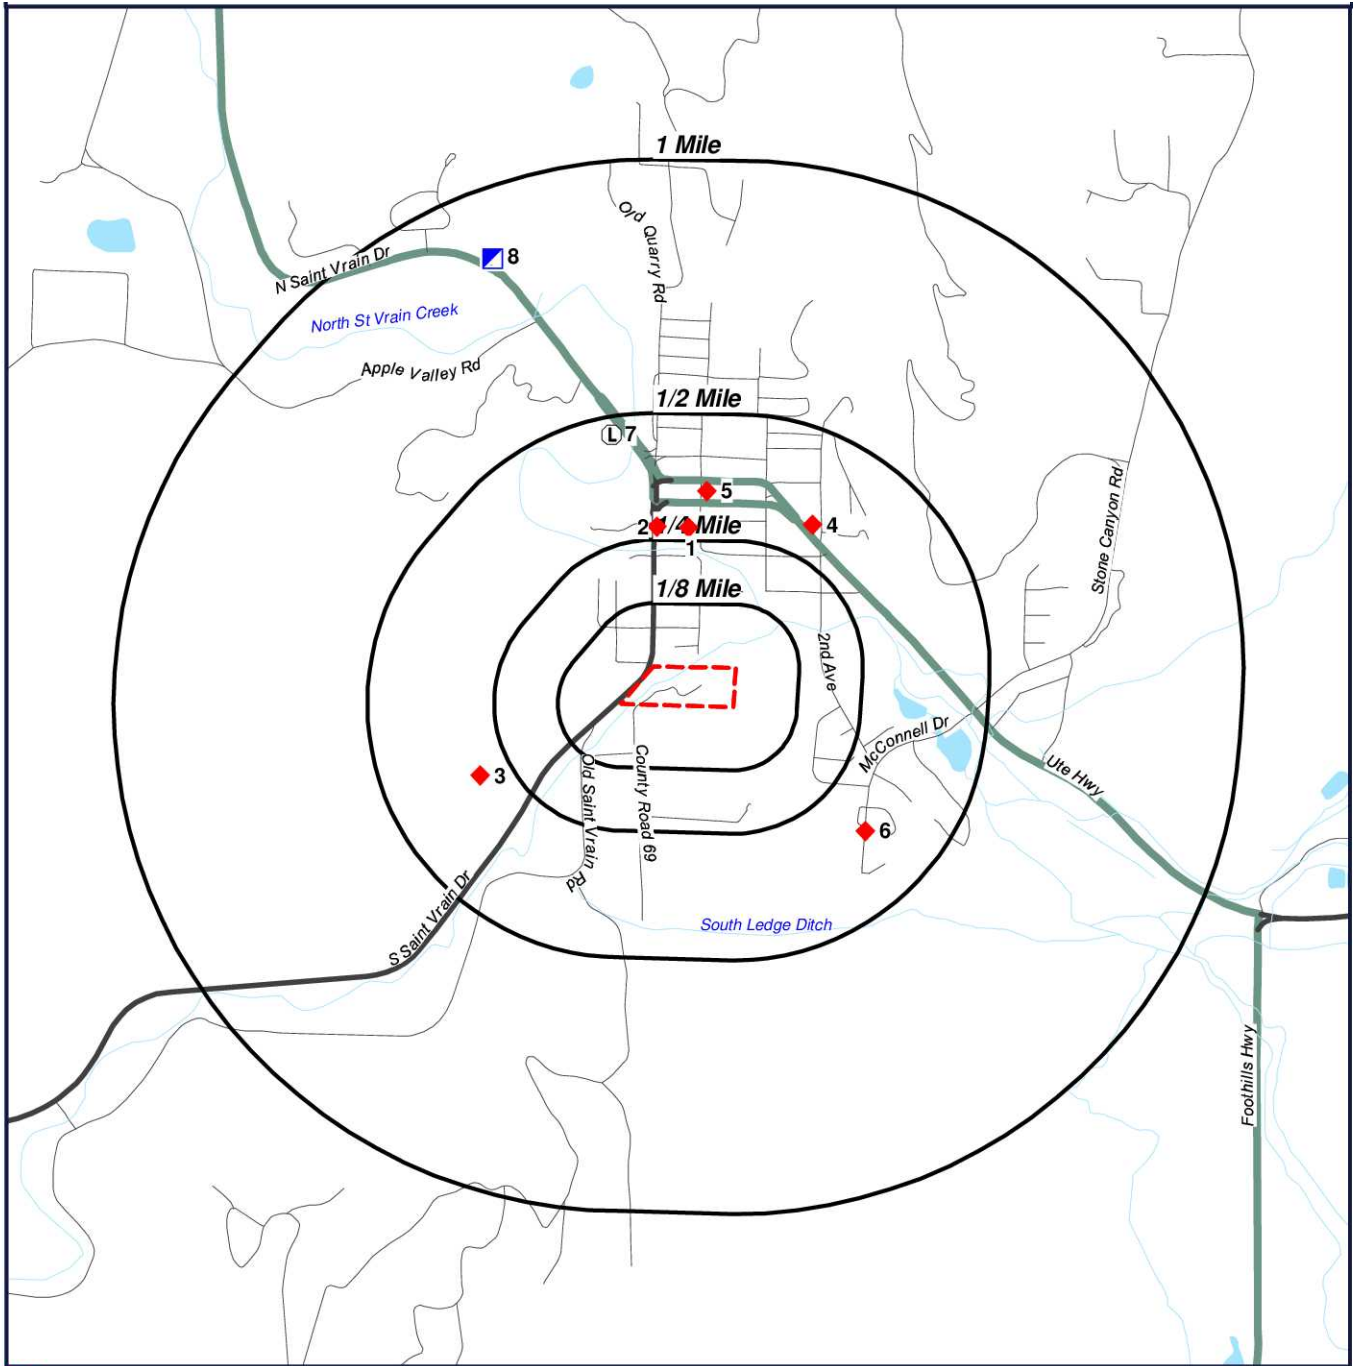 1 Mile
Old Quarry Rd
N Saint Vrain Dr
8
North St Vrain Creek
Apple Valley Rd
1/2 Mile
L 7
5
2 1/4 Mile
4
1
Stone Canyon Rd
1/8 Mile
2nd Ave
McConnell Dr
Ute Hwy
3
Old Saint Vrain Rd
County Road 69
6
S Saint Vrain Dr
South Ledge Ditch
Foothills Hwy